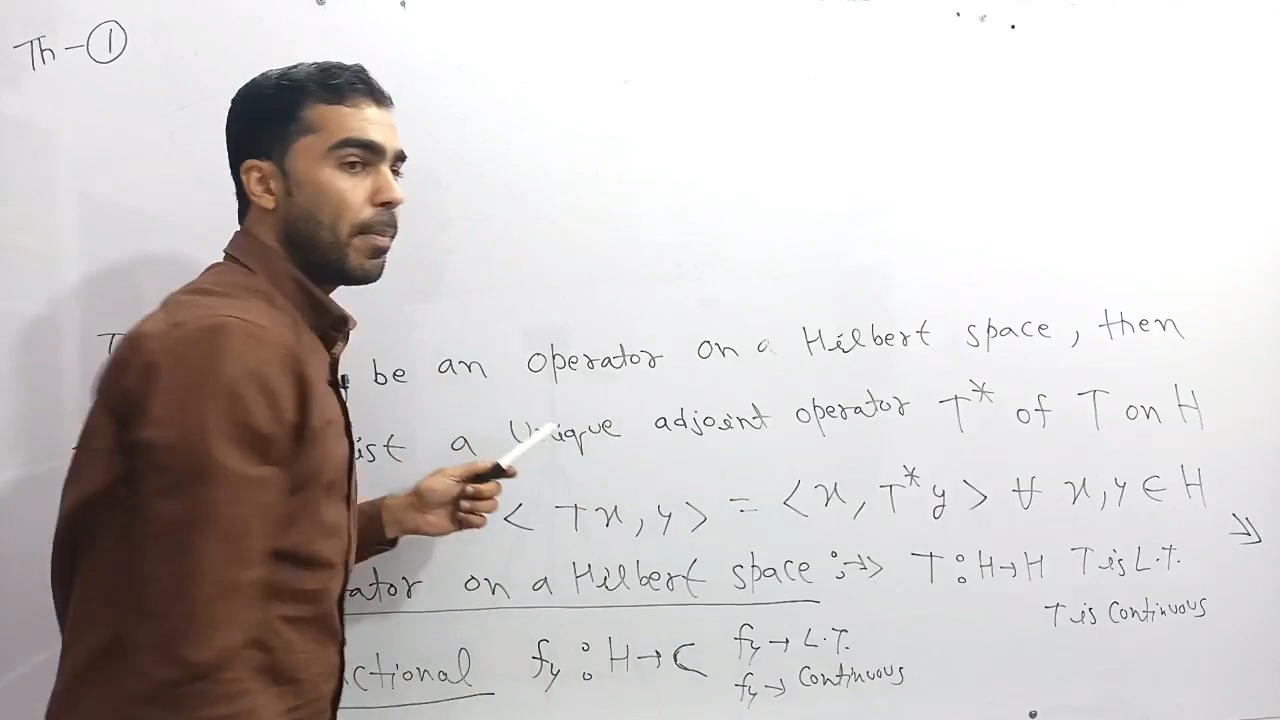 Th-①
be an operator on a Hilbert space, then
ist a Unique adjoint operator T* of T on H
< Tx, y > = < x, T*y > ∀ x, y ∈ H
ator on a Hilbert space :→> T : H→H T is L.T.
T is Continuous
ctional f_y : H→C f_y → L.T.
f_y → Continuous